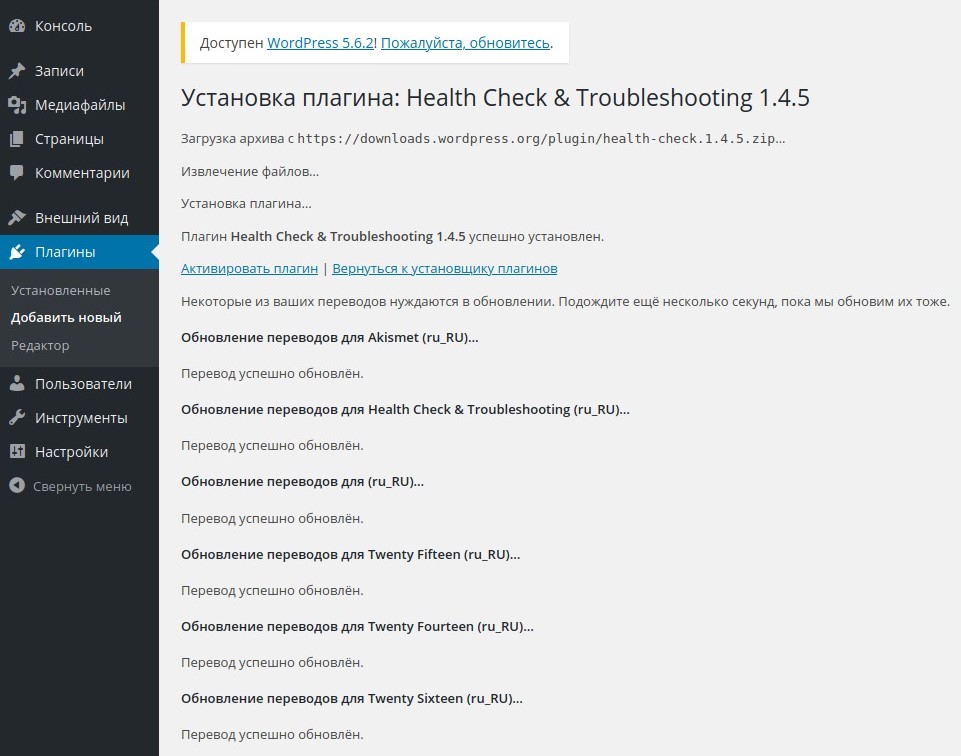 Консоль
Записи
Медиафайлы
Страницы
Комментарии
Внешний вид
Плагины
Установленные
Добавить новый
Редактор
Пользователи
Инструменты
Настройки
Свернуть меню
Доступен WordPress 5.6.2! Пожалуйста, обновитесь.
Установка плагина: Health Check & Troubleshooting 1.4.5
Загрузка архива с https://downloads.wordpress.org/plugin/health-check.1.4.5.zip…
Извлечение файлов…
Установка плагина…
Плагин Health Check & Troubleshooting 1.4.5 успешно установлен.
Активировать плагин | Вернуться к установщику плагинов
Некоторые из ваших переводов нуждаются в обновлении. Подождите ещё несколько секунд, пока мы обновим их тоже.
Обновление переводов для Akismet (ru_RU)…
Перевод успешно обновлён.
Обновление переводов для Health Check & Troubleshooting (ru_RU)…
Перевод успешно обновлён.
Обновление переводов для (ru_RU)…
Перевод успешно обновлён.
Обновление переводов для Twenty Fifteen (ru_RU)…
Перевод успешно обновлён.
Обновление переводов для Twenty Fourteen (ru_RU)…
Перевод успешно обновлён.
Обновление переводов для Twenty Sixteen (ru_RU)…
Перевод успешно обновлён.